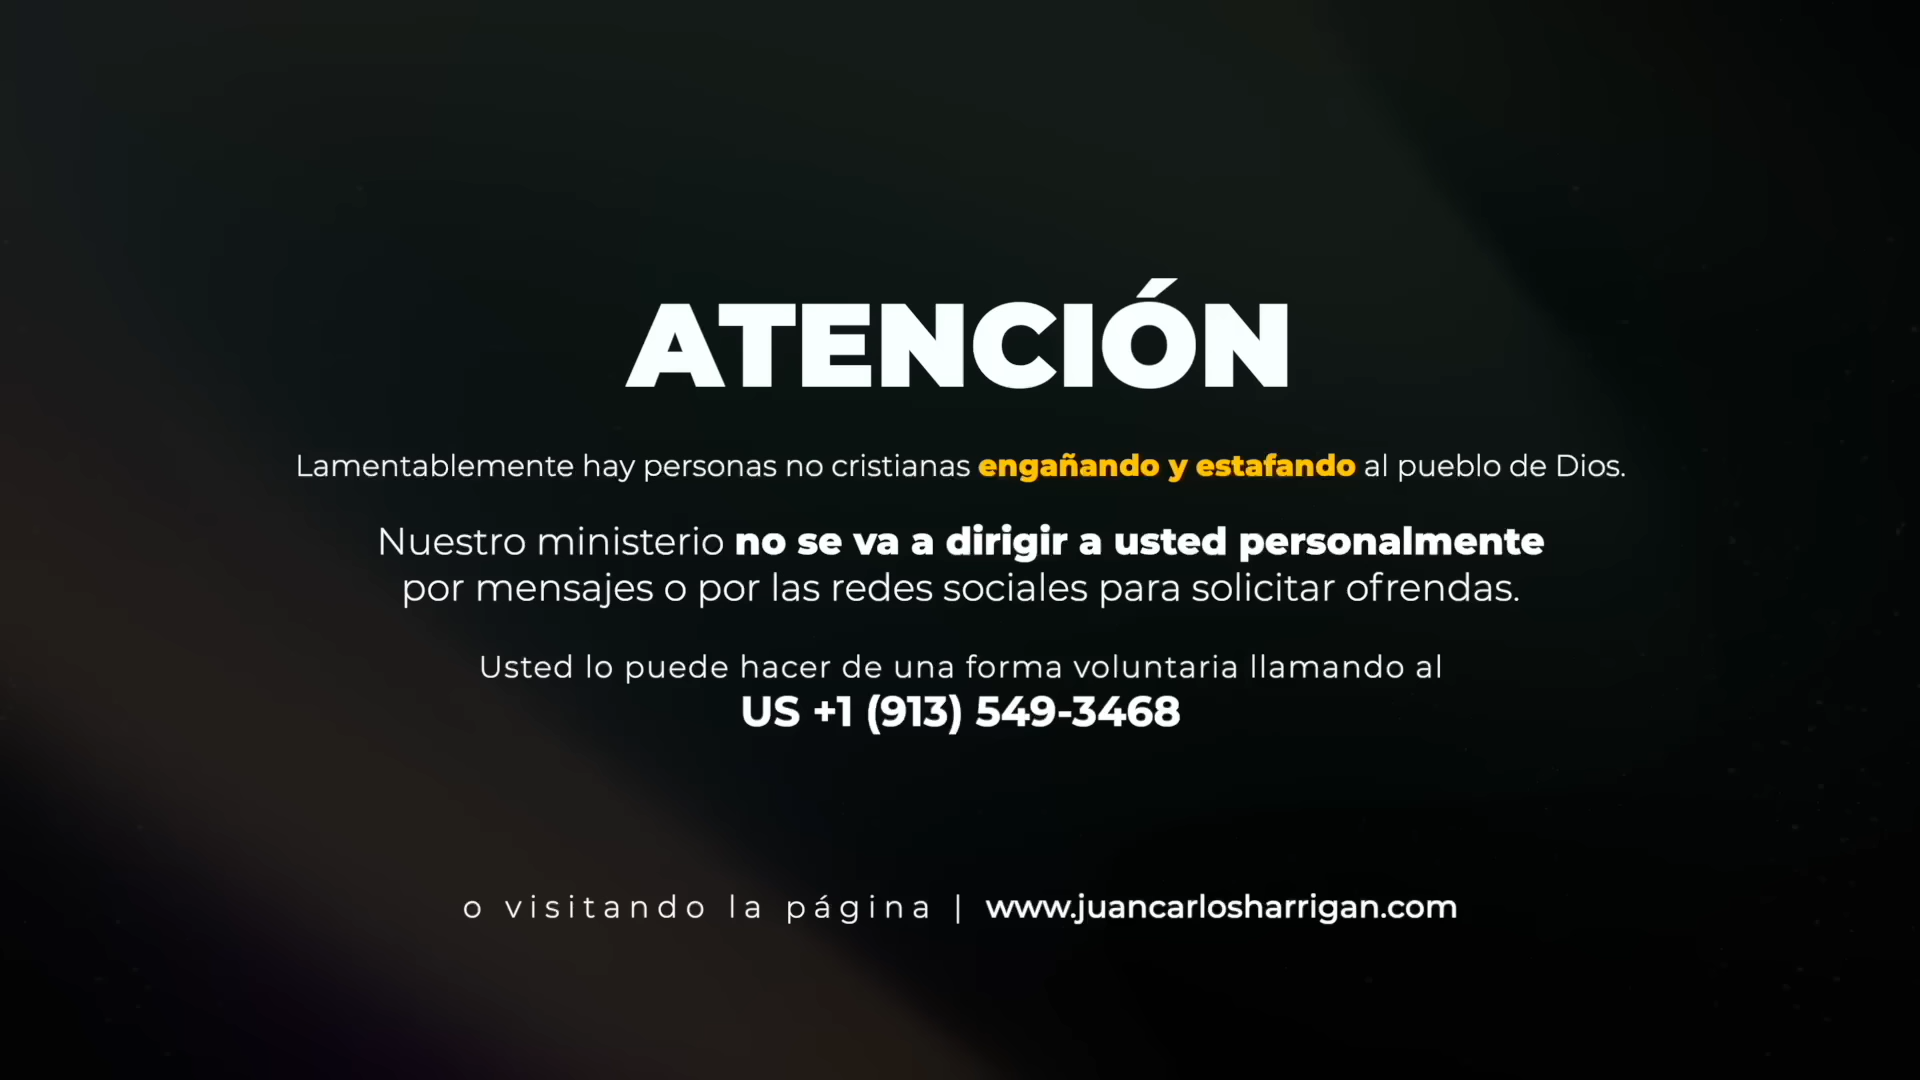 ATENCIÓN
Lamentablemente hay personas no cristianas engañando y estafando al pueblo de Dios.
Nuestro ministerio no se va a dirigir a usted personalmente
por mensajes o por las redes sociales para solicitar ofrendas.
Usted lo puede hacer de una forma voluntaria llamando al
US +1 (913) 549-3468
o visitando la página | www.juancarlosharrigan.com